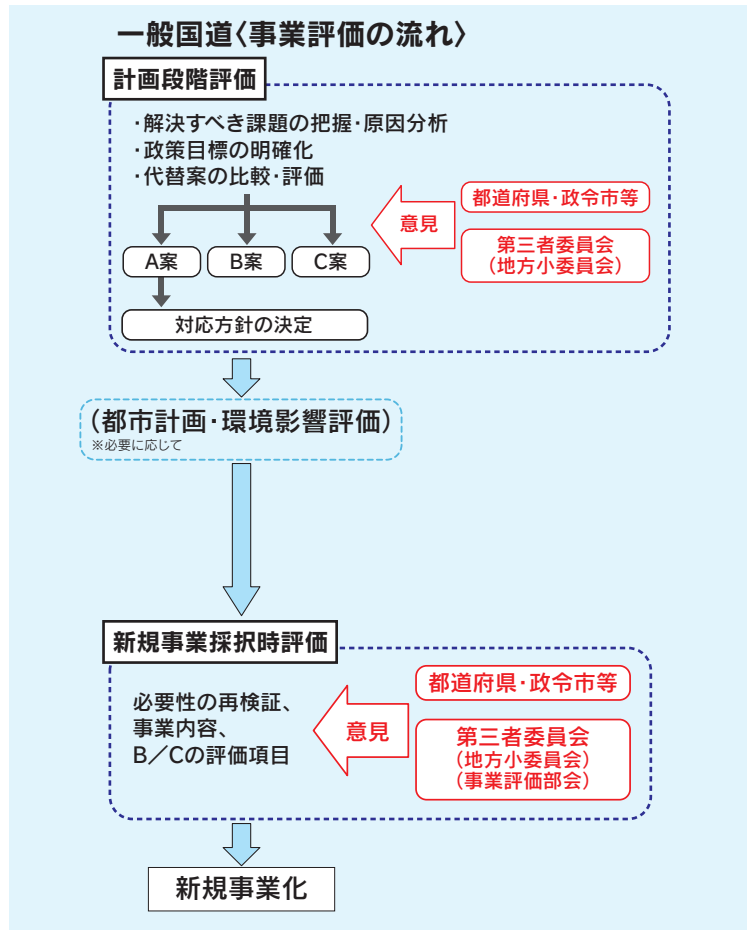 一般国道〈事業評価の流れ〉
計画段階評価
・解決すべき課題の把握・原因分析
・政策目標の明確化
・代替案の比較・評価
都道府県・政令市等
意見
第三者委員会
（地方小委員会）
A案
B案
C案
対応方針の決定
（都市計画・環境影響評価）
※必要に応じて
新規事業採択時評価
必要性の再検証、
事業内容、
B／Cの評価項目
意見
都道府県・政令市等
第三者委員会
（地方小委員会）
（事業評価部会）
新規事業化